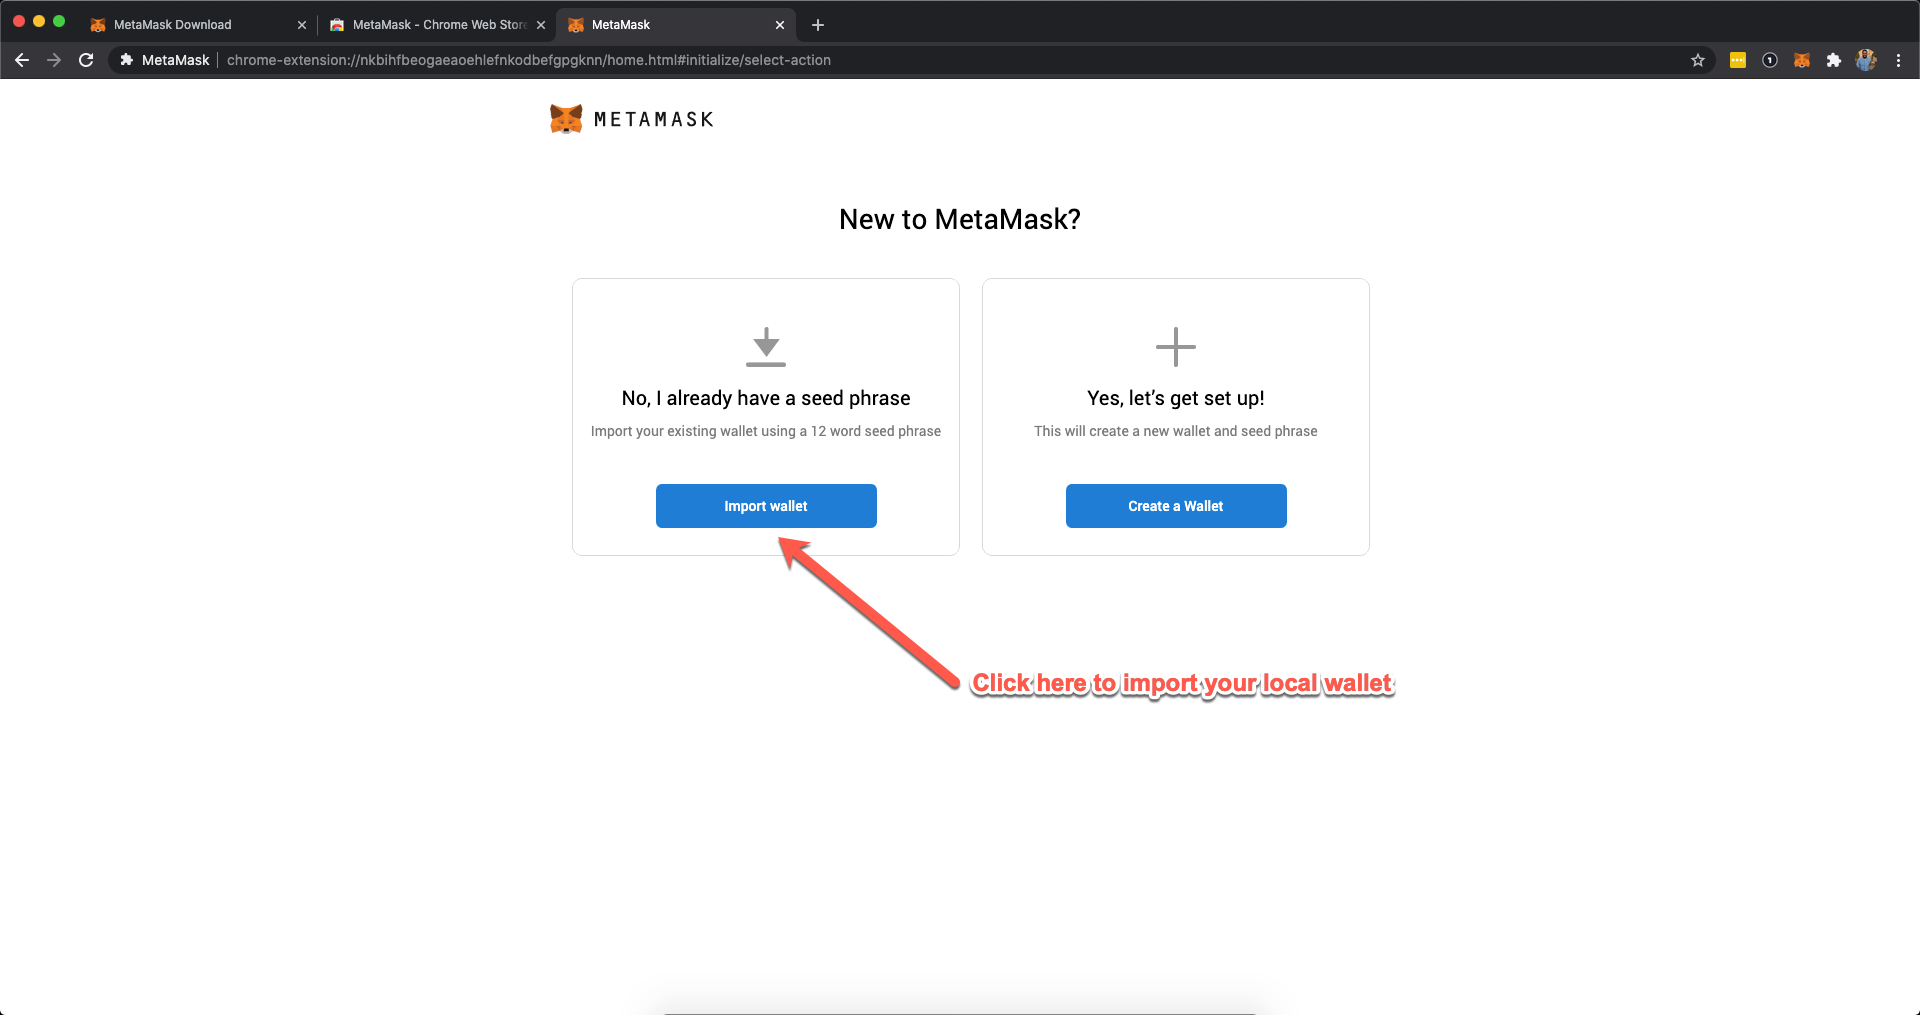 MetaMask Download
MetaMask - Chrome Web Store
MetaMask
MetaMask
chrome-extension://nkbihfbeogaeaoehlefnkodbefgpgknn/home.html#initialize/select-action
METAMASK
New to MetaMask?
No, I already have a seed phrase
Import your existing wallet using a 12 word seed phrase
Import wallet
Yes, let's get set up!
This will create a new wallet and seed phrase
Create a Wallet
Click here to import your local wallet